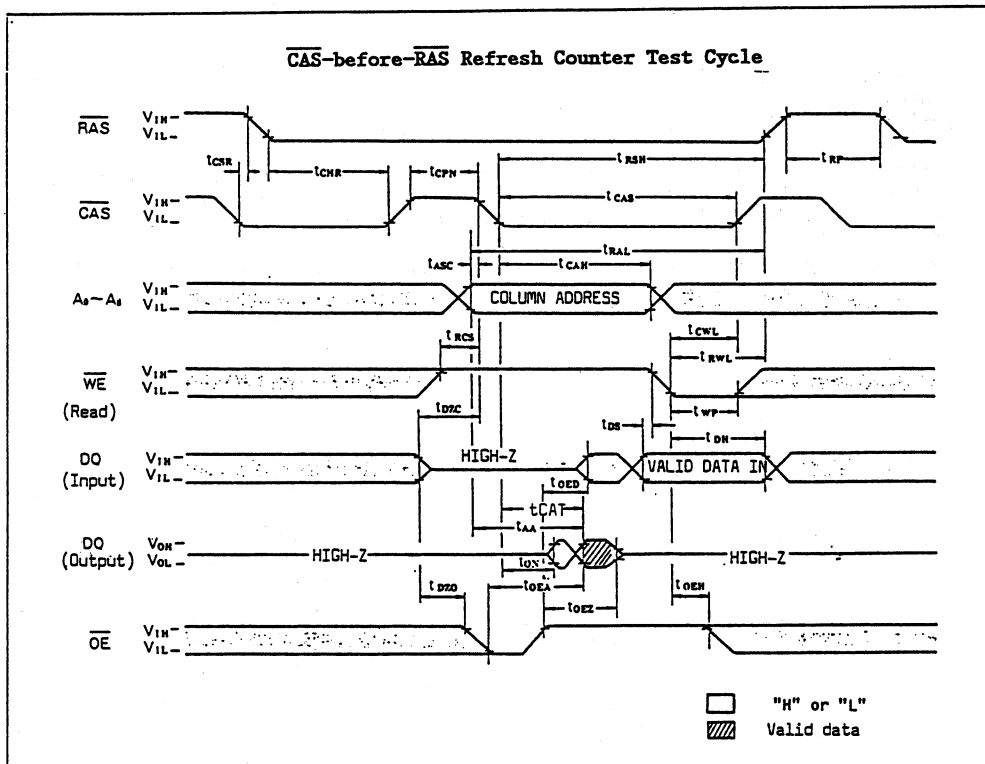 CAS-before-RAS Refresh Counter Test Cycle
RAS
VIH
VIL
tCSR
tCHR
tCPN
tRSH
tRP
CAS
VIH
VIL
tCAS
tRAL
tASC
tCAH
A0~A8
VIH
VIL
COLUMN ADDRESS
tRCS
tCWL
tRWL
WE
(Read)
VIH
VIL
tWP
tDZC
tDS
tDH
DQ
(Input)
VIH
VIL
HIGH-Z
VALID DATA IN
tOED
tCAT
tAA
DQ
(Output)
VOH
VOL
HIGH-Z
HIGH-Z
tON
tOEA
tOEZ
tDZO
tOEH
OE
VIH
VIL
"H" or "L"
Valid data